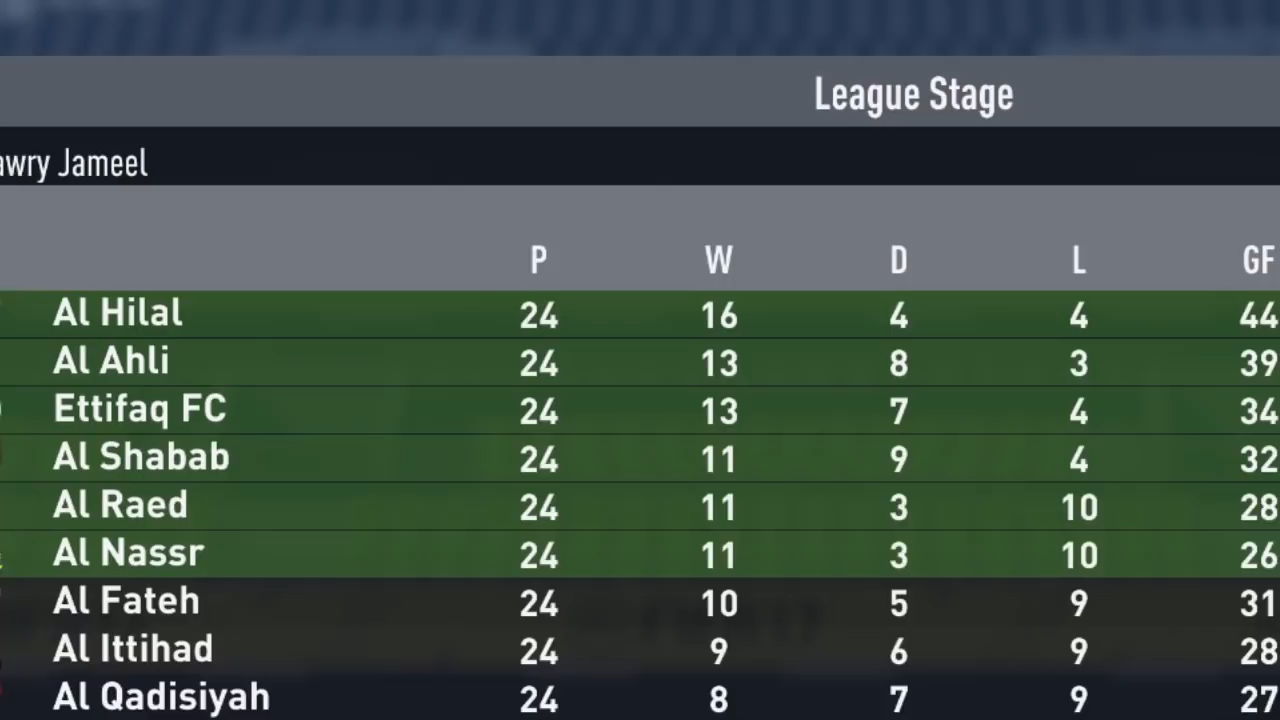 League Stage
awry Jameel
P W D L GF
Al Hilal 24 16 4 4 44
Al Ahli 24 13 8 3 39
Ettifaq FC 24 13 7 4 34
Al Shabab 24 11 9 4 32
Al Raed 24 11 3 10 28
Al Nassr 24 11 3 10 26
Al Fateh 24 10 5 9 31
Al Ittihad 24 9 6 9 28
Al Qadisiyah 24 8 7 9 27